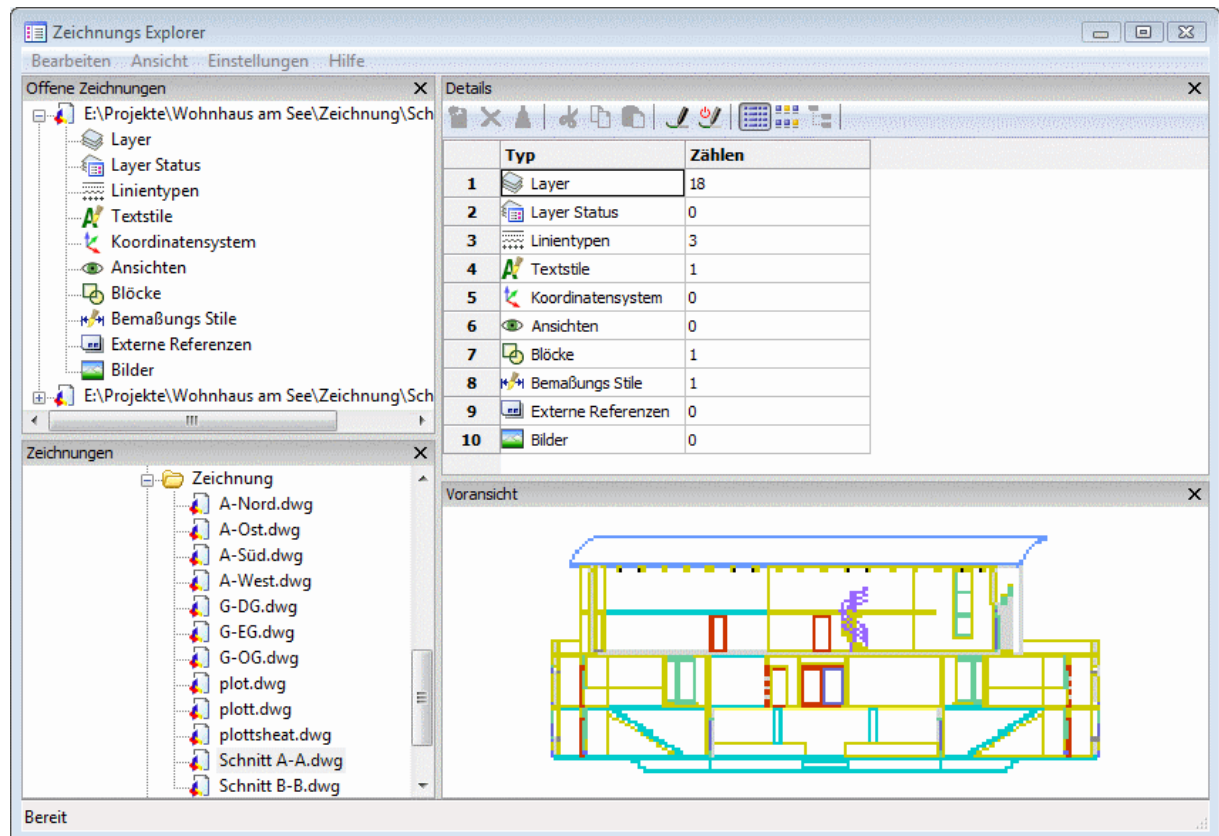 Zeichnungs Explorer
Bearbeiten Ansicht Einstellungen Hilfe
Offene Zeichnungen
E:\Projekte\Wohnhaus am See\Zeichnung\Sch
Layer
Layer Status
Linientypen
Textstile
Koordinatensystem
Ansichten
Blöcke
Bemaßungs Stile
Externe Referenzen
Bilder
E:\Projekte\Wohnhaus am See\Zeichnung\Sch
Zeichnungen
Zeichnung
A-Nord.dwg
A-Ost.dwg
A-Süd.dwg
A-West.dwg
G-DG.dwg
G-EG.dwg
G-OG.dwg
plot.dwg
plott.dwg
plottsheat.dwg
Schnitt A-A.dwg
Schnitt B-B.dwg
Details
Typ Zählen
1 Layer 18
2 Layer Status 0
3 Linientypen 3
4 Textstile 1
5 Koordinatensystem 0
6 Ansichten 0
7 Blöcke 1
8 Bemaßungs Stile 1
9 Externe Referenzen 0
10 Bilder 0
Voransicht
Bereit